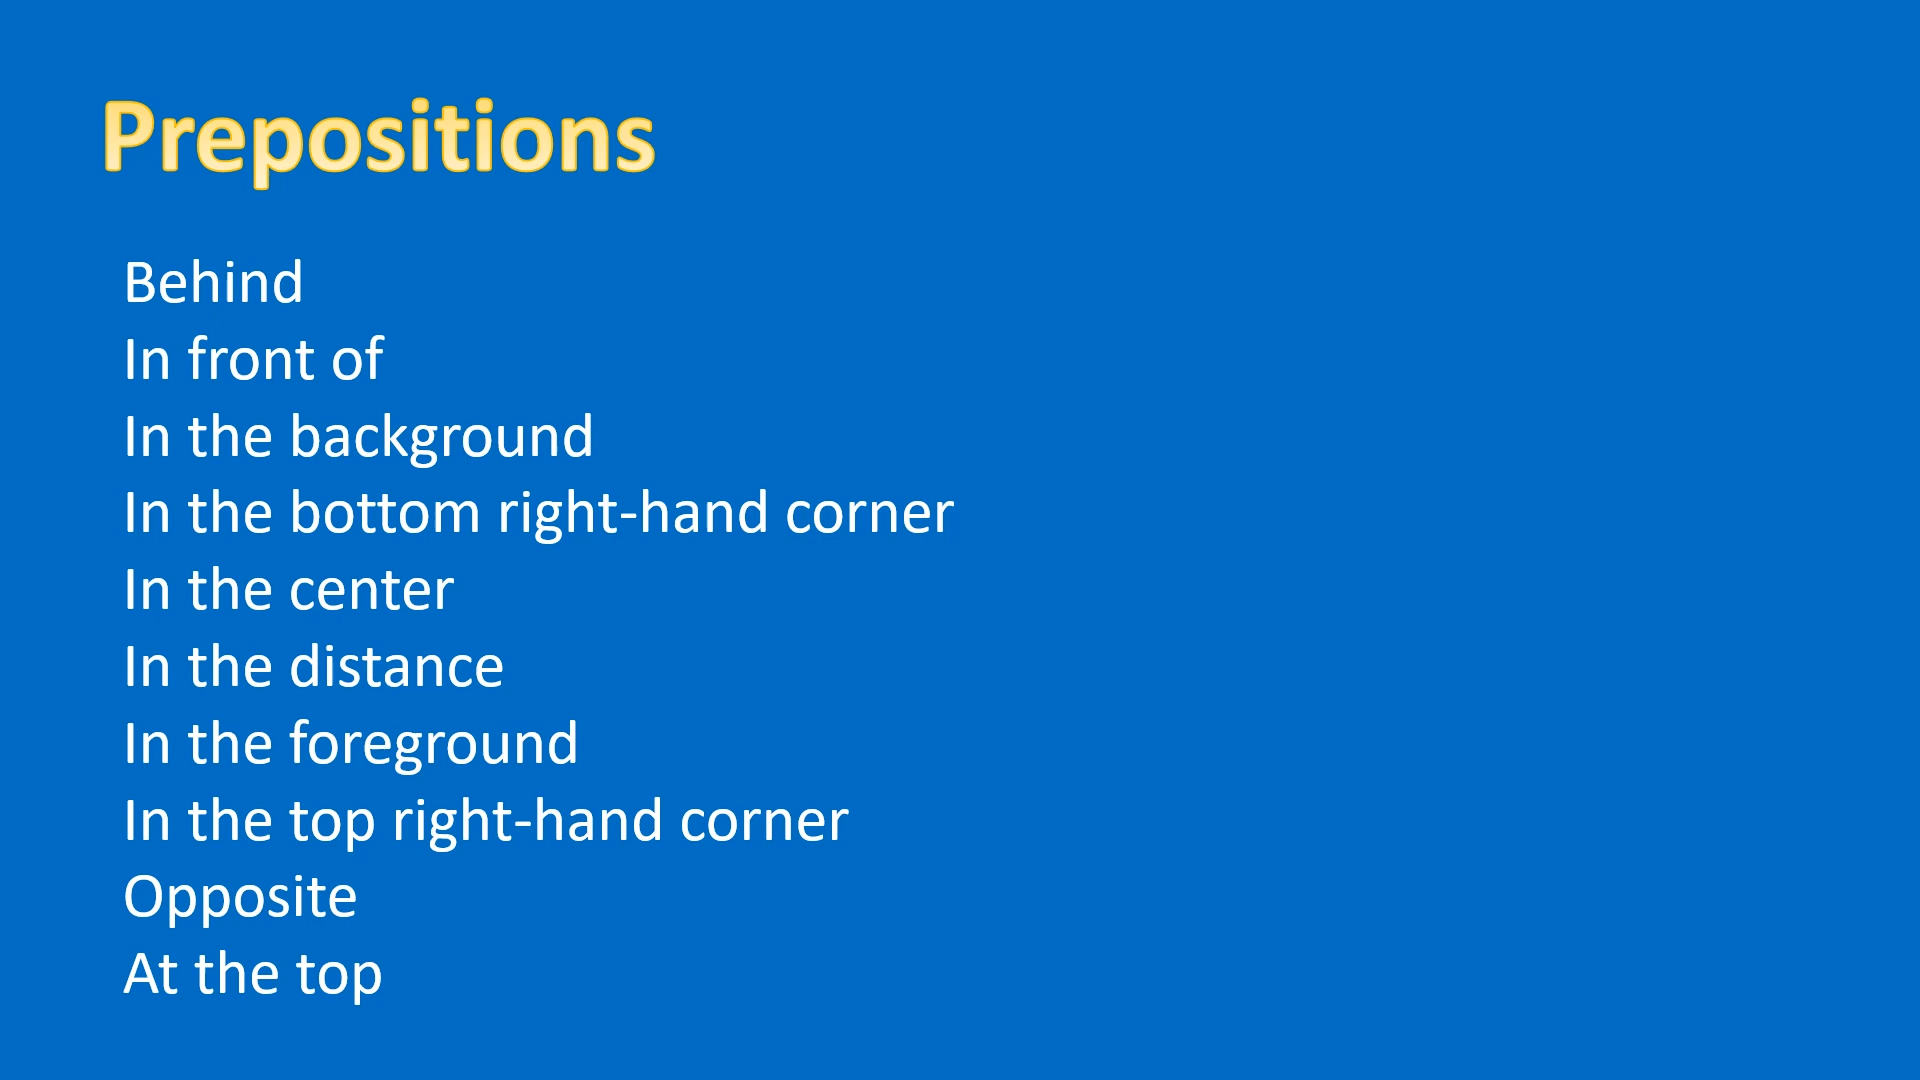 Prepositions
Behind
In front of
In the background
In the bottom right-hand corner
In the center
In the distance
In the foreground
In the top right-hand corner
Opposite
At the top